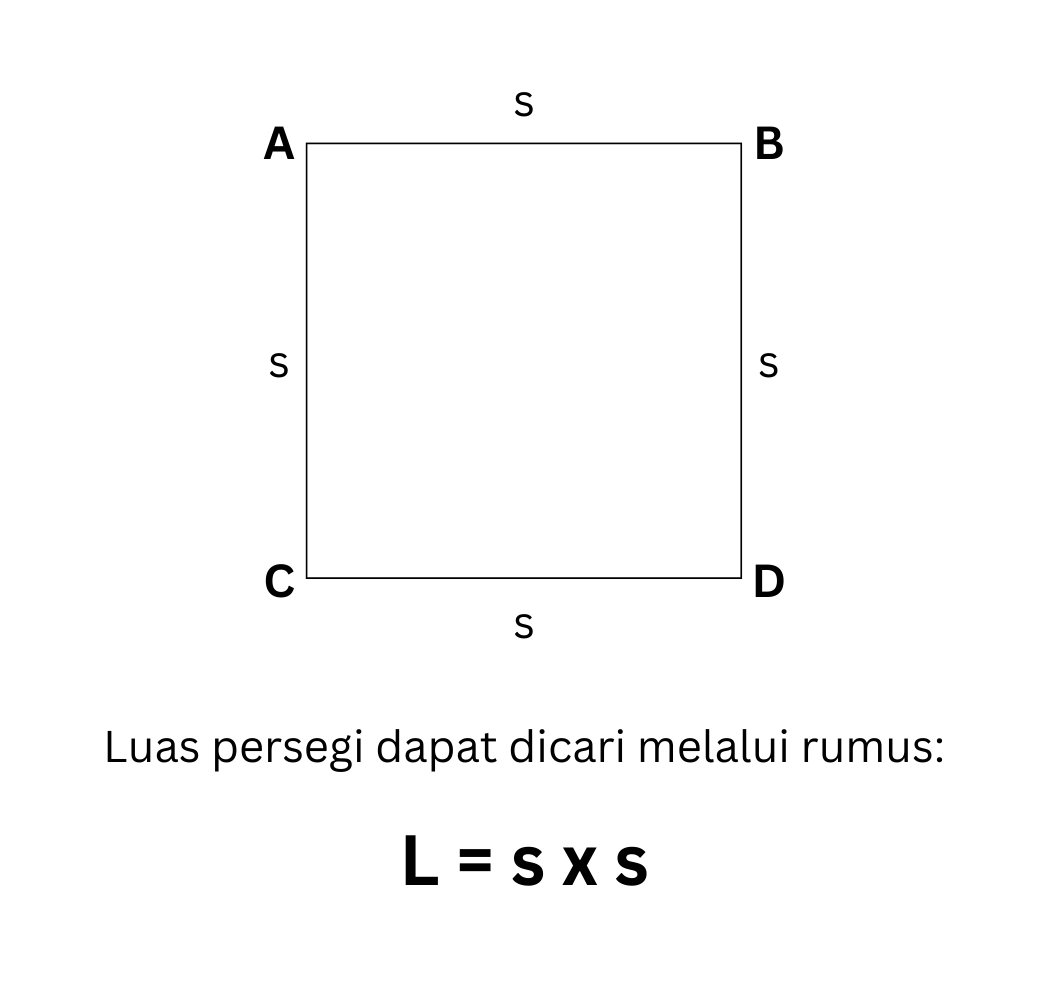 s
A B
s s
C D
s
Luas persegi dapat dicari melalui rumus:
L = s x s